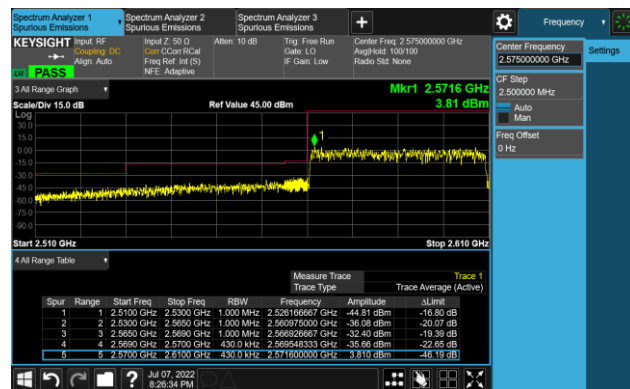 Spectrum Analyzer 1
Spurious Emissions
Spectrum Analyzer 2
Spurious Emissions
Spectrum Analyzer 3
Spurious Emissions
Frequency
KEYSIGHT
Input: RF
Coupling: DC
Align: Auto
Input Z: 50 Ω
Corr CCorr RCal
Freq Ref: Int (S)
NFE: Adaptive
Atten: 10 dB
Trig: Free Run
Gate: LO
IF Gain: Low
Center Freq: 2.575000000 GHz
Avg|Hold: 100/100
Radio Std: None
PASS
Center Frequency
2.575000000 GHz
Settings
CF Step
2.500000 MHz
Auto
Man
Freq Offset
0 Hz
3 All Range Graph
Mkr1 2.5716 GHz
Scale/Div 15.0 dB
Ref Value 45.00 dBm
3.81 dBm
Log
30.0
15.0
0.00
-15.0
-30.0
-45.0
-60.0
-75.0
-90.0
1
Start 2.510 GHz
Stop 2.610 GHz
4 All Range Table
Measure Trace Trace 1
Trace Type Trace Average (Active)
Spur Range Start Freq Stop Freq RBW Frequency Amplitude ΔLimit
1 1 2.5100 GHz 2.5300 GHz 1.000 MHz 2.526166667 GHz -44.81 dBm -16.80 dB
2 2 2.5300 GHz 2.5650 GHz 1.000 MHz 2.560975000 GHz -36.08 dBm -20.07 dB
3 3 2.5650 GHz 2.5690 GHz 1.000 MHz 2.566926667 GHz -32.40 dBm -19.39 dB
4 4 2.5690 GHz 2.5700 GHz 430.0 kHz 2.569548333 GHz -35.66 dBm -22.65 dB
5 5 2.5700 GHz 2.6100 GHz 430.0 kHz 2.571600000 GHz 3.810 dBm -46.19 dB
Jul 07, 2022
8:26:34 PM